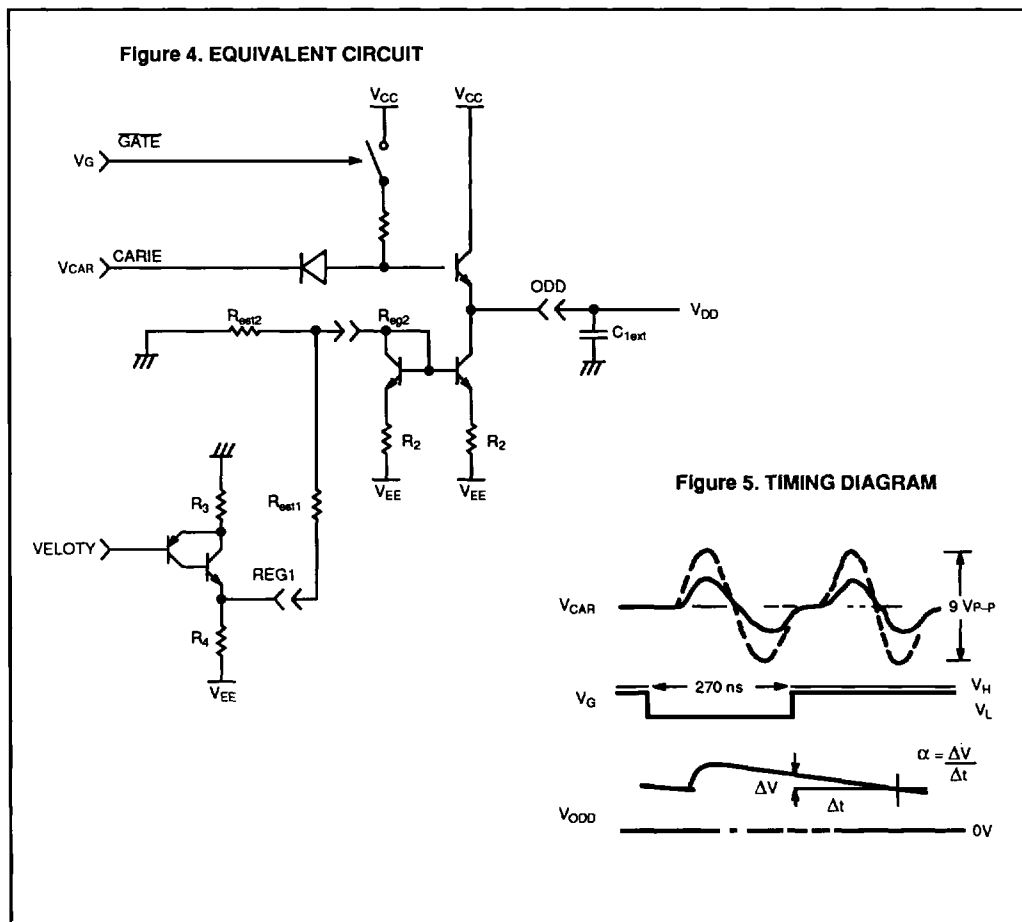 Figure 4. EQUIVALENT CIRCUIT
VCC
VCC
GATE
VG
CARIE
VCAR
ODD
VDD
C1ext
Rest2
Reg2
R2
R2
VEE
VEE
R3
Rest1
VELOTY
REG1
R4
VEE
Figure 5. TIMING DIAGRAM
VCAR
9 VP–P
270 ns
VG
VH
VL
α = ΔV/Δt
ΔV
Δt
VODD
0V